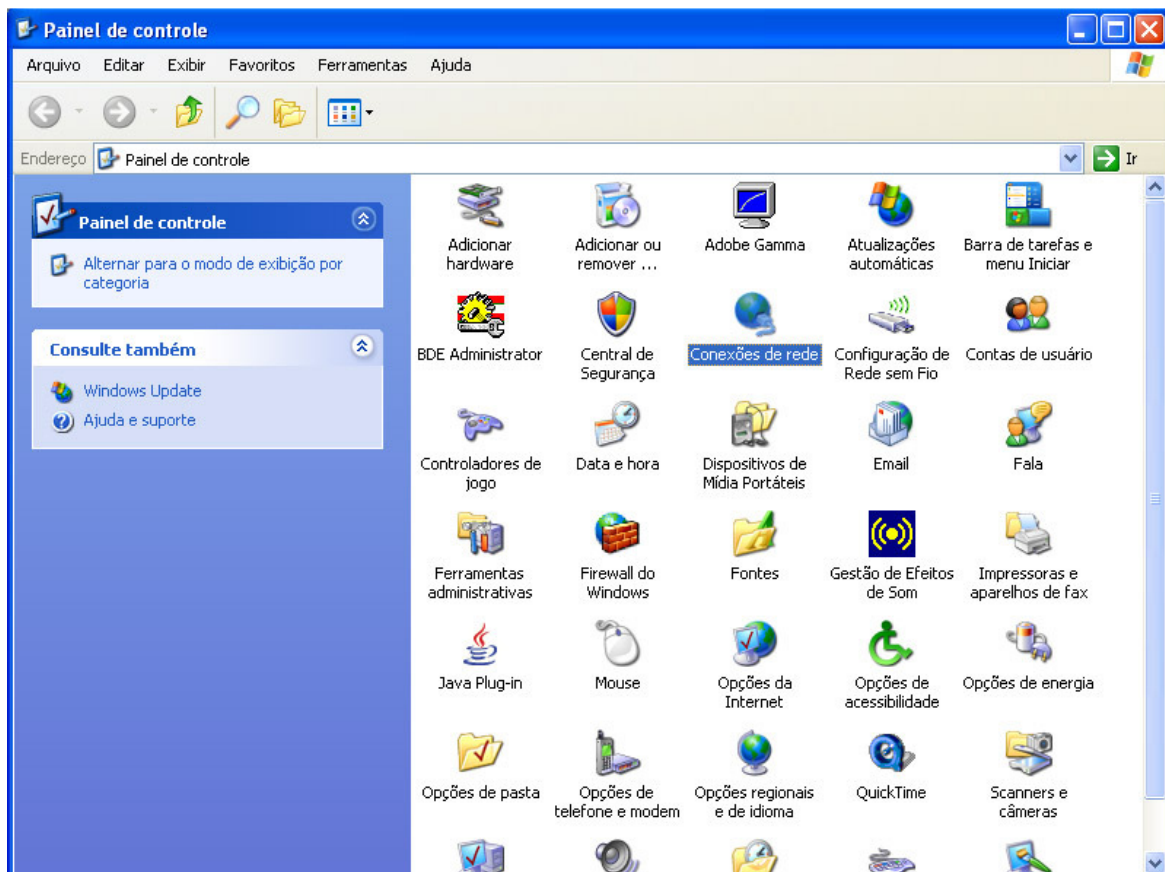 Painel de controle
Arquivo Editar Exibir Favoritos Ferramentas Ajuda
Endereço Painel de controle Ir
Painel de controle
Alternar para o modo de exibição por
categoria
Consulte também
Windows Update
Ajuda e suporte
Adicionar
hardware
Adicionar ou
remover ...
Adobe Gamma
Atualizações
automáticas
Barra de tarefas e
menu Iniciar
BDE Administrator
Central de
Segurança
Conexões de rede
Configuração de
Rede sem Fio
Contas de usuário
Controladores de
jogo
Data e hora
Dispositivos de
Mídia Portáteis
Email
Fala
Ferramentas
administrativas
Firewall do
Windows
Fontes
Gestão de Efeitos
de Som
Impressoras e
aparelhos de fax
Java Plug-in
Mouse
Opções da
Internet
Opções de
acessibilidade
Opções de energia
Opções de pasta
Opções de
telefone e modem
Opções regionais
e de idioma
QuickTime
Scanners e
câmeras